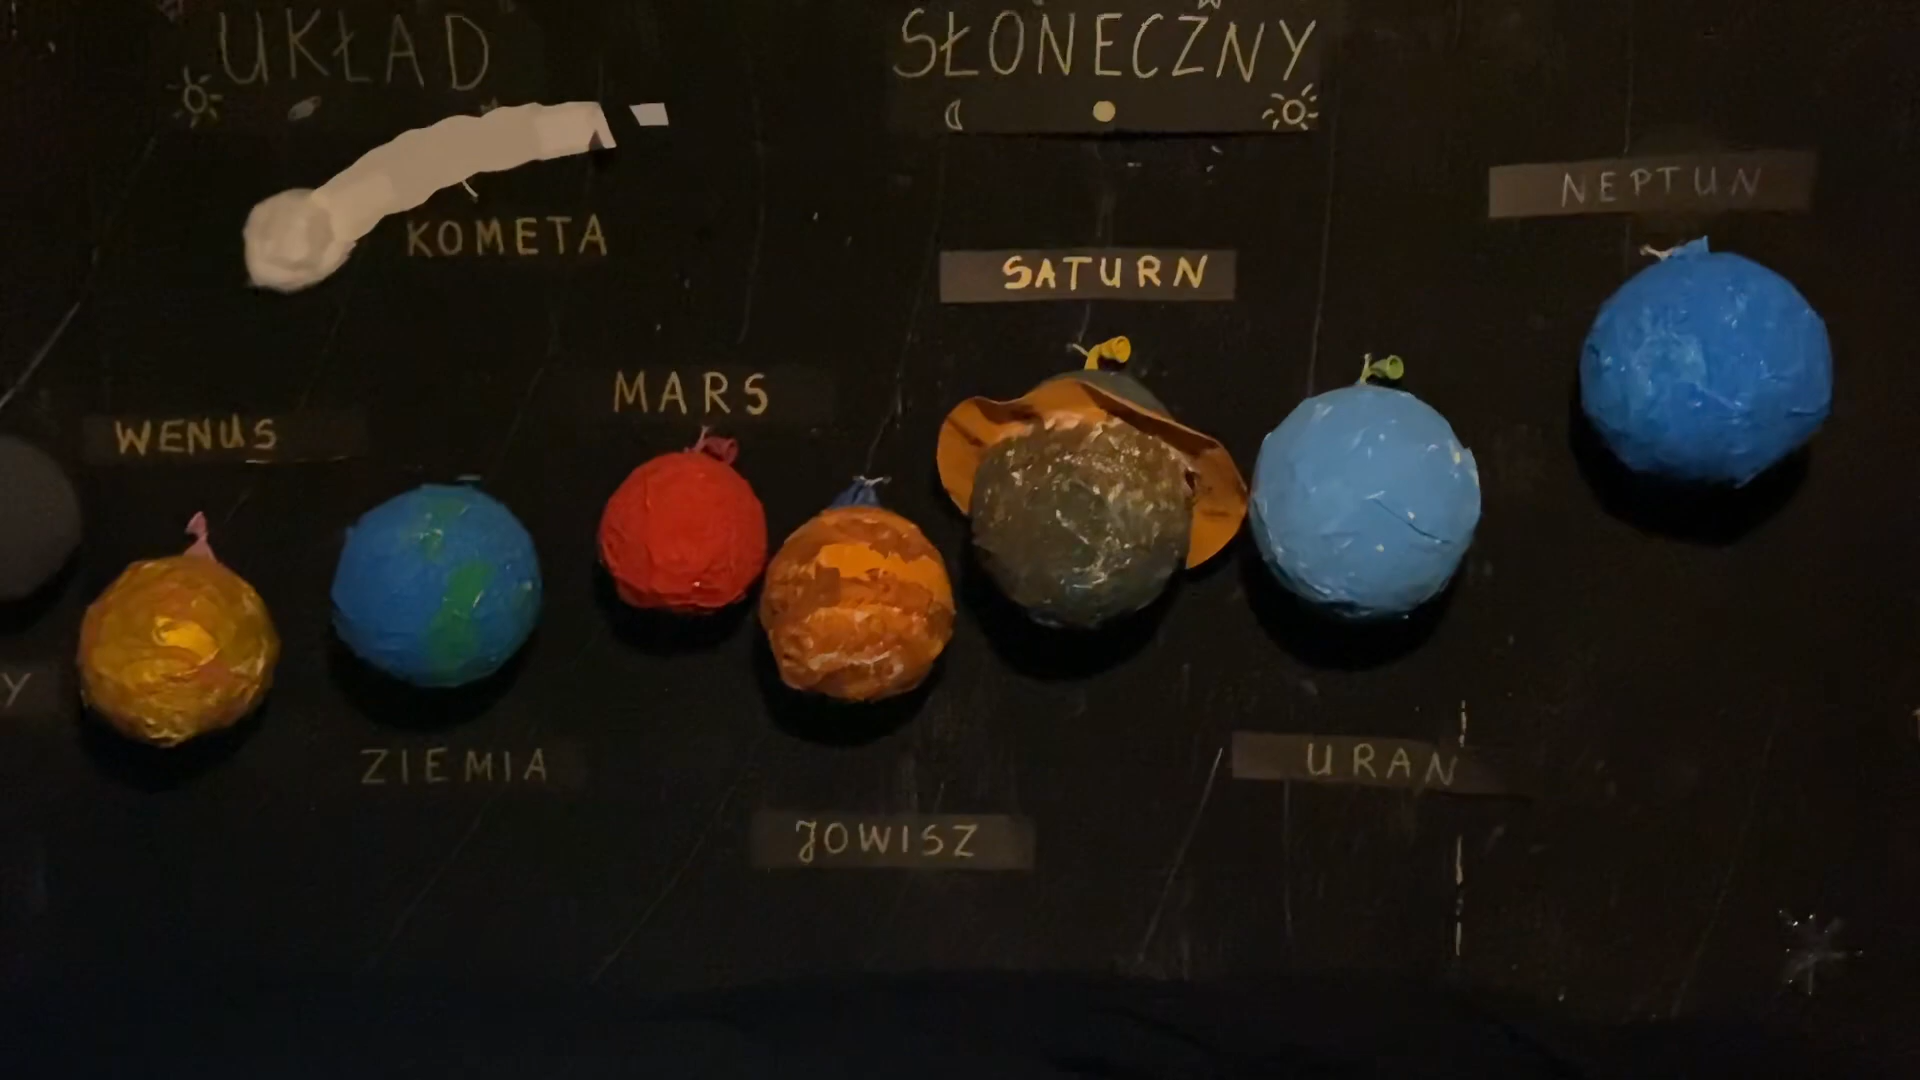 UKŁAD SŁONECZNY
KOMETA
NEPTUN
SATURN
MARS
WENUS
Y
ZIEMIA
URAN
JOWISZ